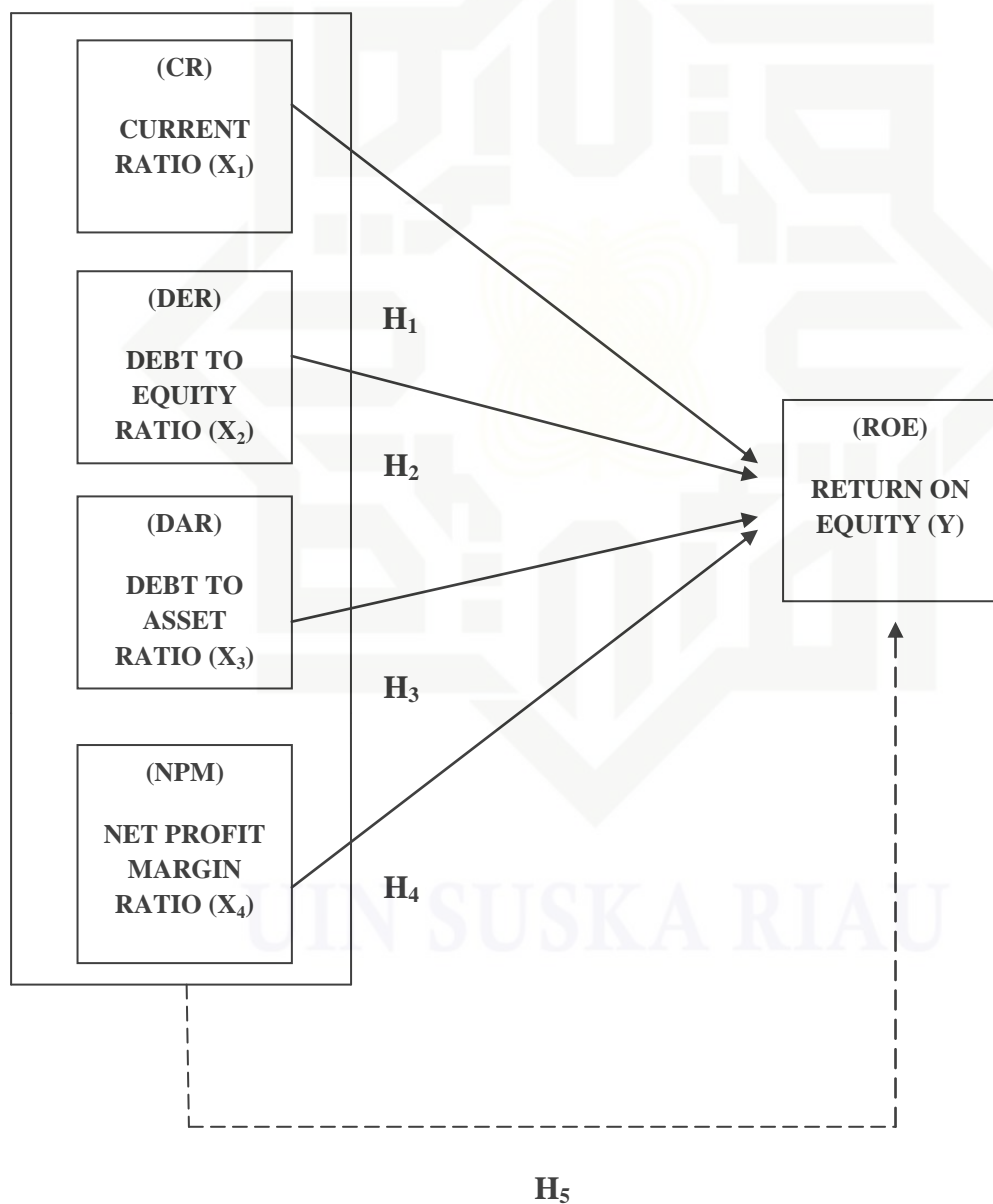 (CR)
CURRENT
RATIO (X₁)
(DER)
DEBT TO
EQUITY
RATIO (X₂)
(DAR)
DEBT TO
ASSET
RATIO (X₃)
(NPM)
NET PROFIT
MARGIN
RATIO (X₄)
H₁
H₂
H₃
H₄
(ROE)
RETURN ON
EQUITY (Y)
UIN SUSKA RIAU
H₅